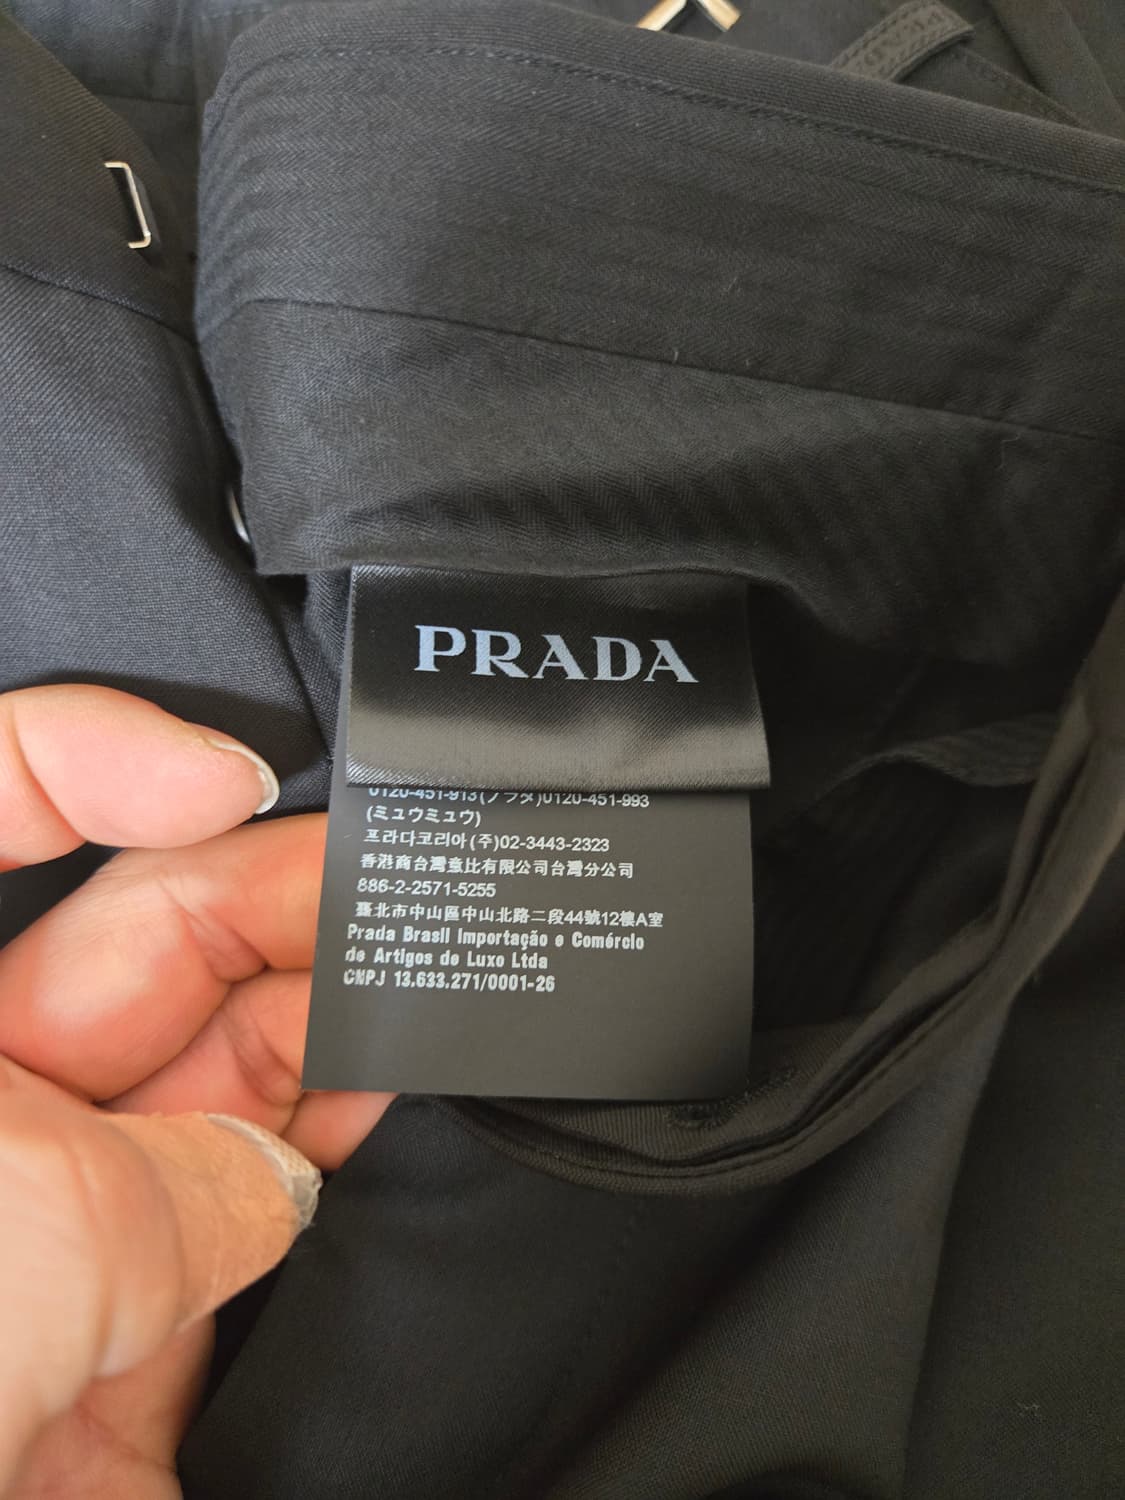 PRADA
PRADA
0120-451-913(プラダ)0120-451-993
(ミュウミュウ)
프라다코리아(주)02-3443-2323
香港商台灣意比有限公司台灣分公司
886-2-2571-5255
臺北市中山區中山北路二段44號12樓A室
Prada Brasil Importação e Comércio
de Artigos de Luxo Ltda
CNPJ 13.633.271/0001-26